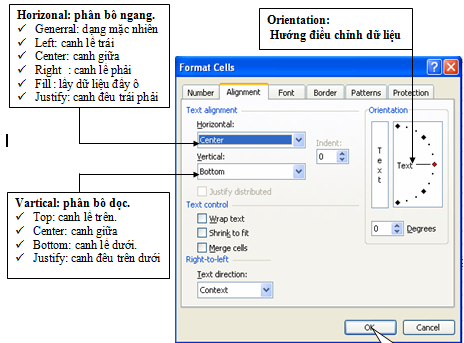 Horizonal: phân bô ngang.
✓ Generral: dạng mặc nhiên
✓ Left: canh lề trái
✓ Center: canh giữa
✓ Right : canh lề phải
✓ Fill : lấy dữ liệu đầy ô
✓ Justify: canh đều trái phải
Orientation:
Hướng điều chỉnh dữ liệu
Vartical: phân bô dọc.
✓ Top: canh lề trên.
✓ Center: canh giữa
✓ Bottom: canh lề dưới.
✓ Justify: canh đều trên dưới
Format Cells
Number Alignment Font Border Patterns Protection
Text alignment
Horizontal:
Center
Indent:
Vertical:
0
Bottom
Justify distributed
Text control
Wrap text
Shrink to fit
Merge cells
Right-to-left
Text direction:
Context
Orientation
Text
Text
0 Degrees
OK Cancel